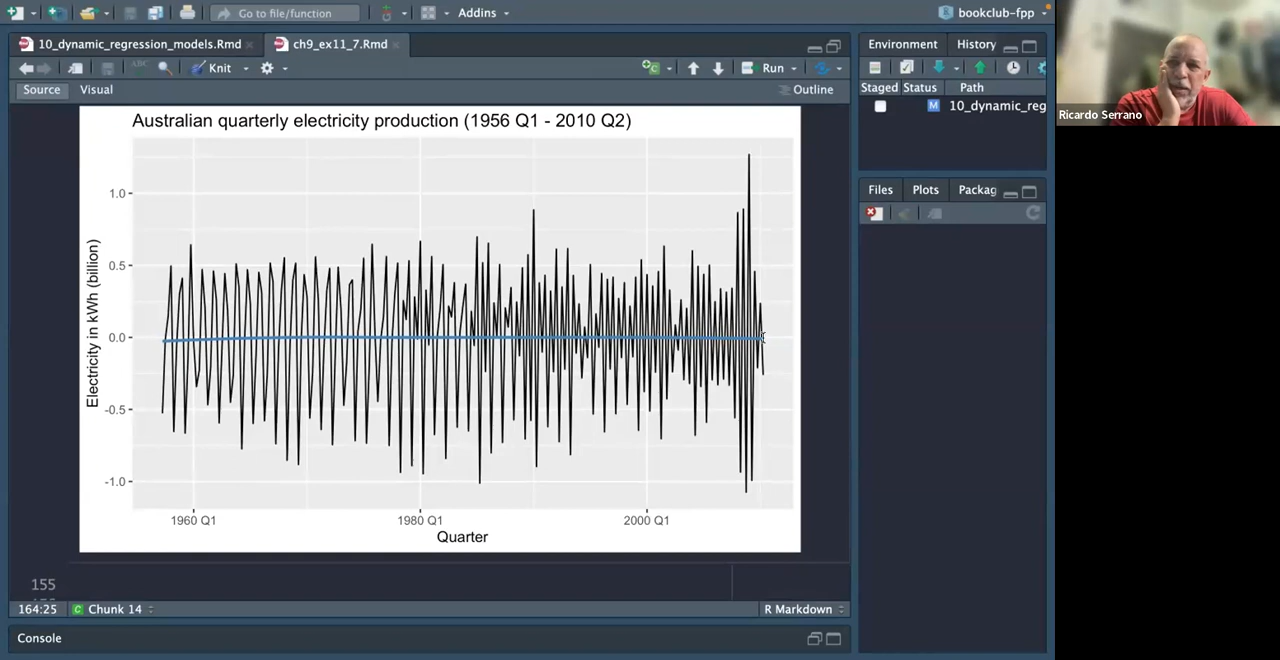 Go to file/function
Addins
bookclub-fpp
10_dynamic_regression_models.Rmd
ch9_ex11_7.Rmd
ABC
Knit
Run
Source
Visual
Outline
Environment
History
Staged
Status
Path
M
10_dynamic_reg
Files
Plots
Packag
Ricardo Serrano
Australian quarterly electricity production (1956 Q1 - 2010 Q2)
Electricity in kWh (billion)
1.0
0.5
0.0
-0.5
-1.0
1960 Q1
1980 Q1
2000 Q1
Quarter
155
164:25
C
Chunk 14
R Markdown
Console